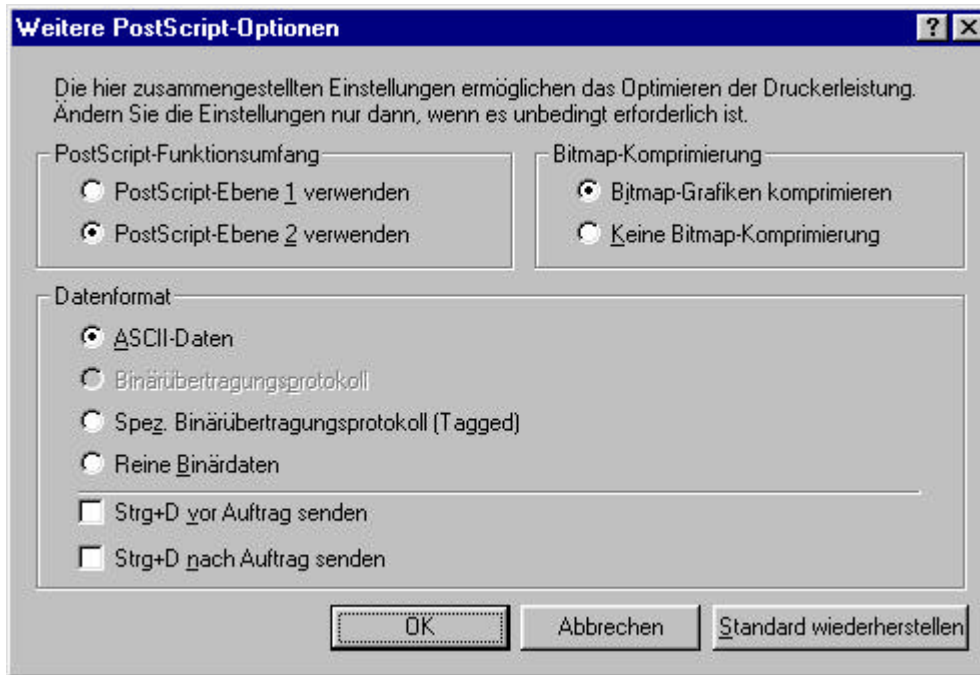 Weitere PostScript-Optionen
Die hier zusammengestellten Einstellungen ermöglichen das Optimieren der Druckerleistung.
Ändern Sie die Einstellungen nur dann, wenn es unbedingt erforderlich ist.
PostScript-Funktionsumfang
PostScript-Ebene 1 verwenden
PostScript-Ebene 2 verwenden
Bitmap-Komprimierung
Bitmap-Grafiken komprimieren
Keine Bitmap-Komprimierung
Datenformat
ASCII-Daten
Binärübertragungsprotokoll
Spez. Binärübertragungsprotokoll (Tagged)
Reine Binärdaten
Strg+D vor Auftrag senden
Strg+D nach Auftrag senden
OK Abbrechen Standard wiederherstellen